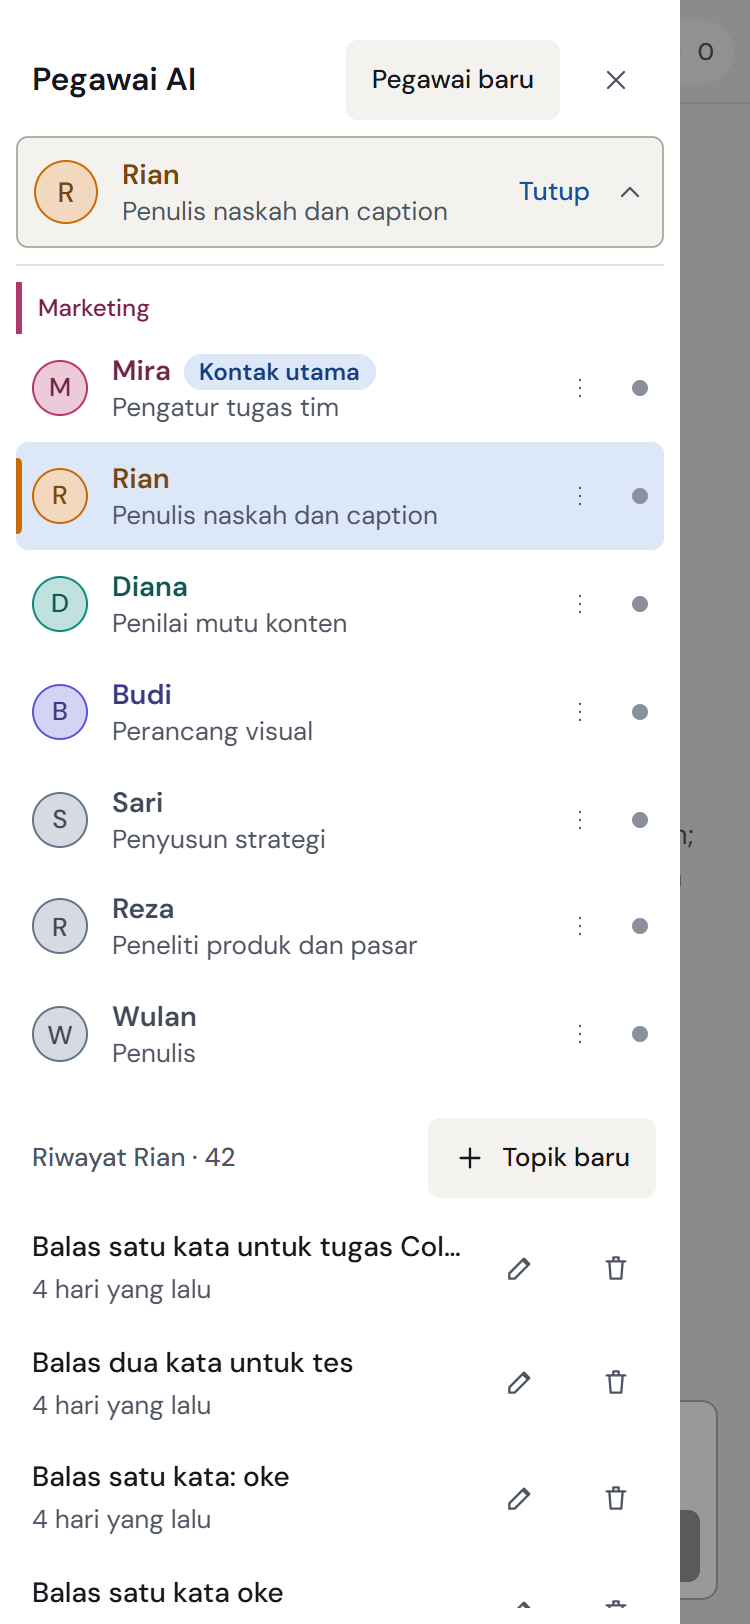 Pegawai AI
Pegawai baru
0
R
Rian
Penulis naskah dan caption
Tutup
Marketing
M
Mira
Kontak utama
Pengatur tugas tim
R
Rian
Penulis naskah dan caption
D
Diana
Penilai mutu konten
B
Budi
Perancang visual
S
Sari
Penyusun strategi
R
Reza
Peneliti produk dan pasar
W
Wulan
Penulis
Riwayat Rian · 42
Topik baru
Balas satu kata untuk tugas Col...
4 hari yang lalu
Balas dua kata untuk tes
4 hari yang lalu
Balas satu kata: oke
4 hari yang lalu
Balas satu kata oke